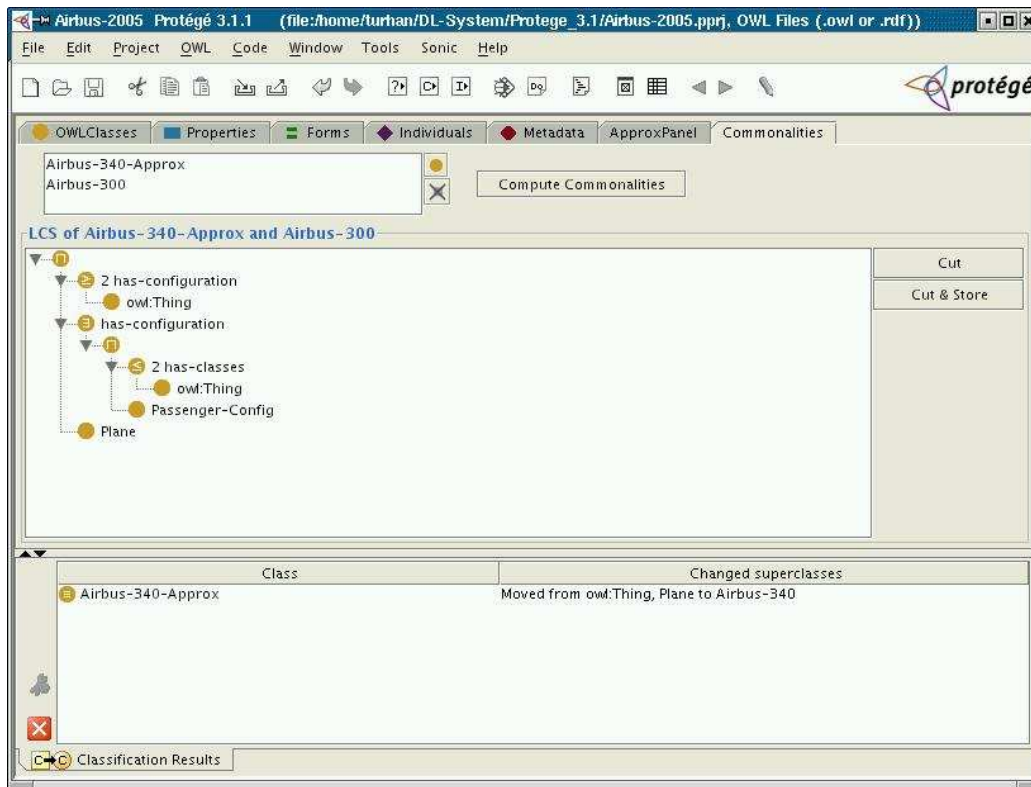 Airbus-2005 Protégé 3.1.1 (file:/home/turhan/DL-System/Protege_3.1/Airbus-2005.pprj, OWL Files (.owl or .rdf))
File Edit Project OWL Code Window Tools Sonic Help
protégé
OWLClasses Properties Forms Individuals Metadata ApproxPanel Commonalities
Airbus-340-Approx
Airbus-300
Compute Commonalities
LCS of Airbus-340-Approx and Airbus-300
⊓
≥ 2 has-configuration
owl:Thing
∃ has-configuration
⊓
≤ 2 has-classes
owl:Thing
Passenger-Config
Plane
Cut
Cut & Store
Class Changed superclasses
Airbus-340-Approx Moved from owl:Thing, Plane to Airbus-340
C C Classification Results